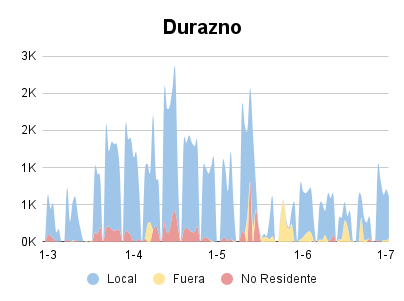 Durazno
3K
2K
2K
1K
1K
0K
1-3 1-4 1-5 1-6 1-7
Local Fuera No Residente